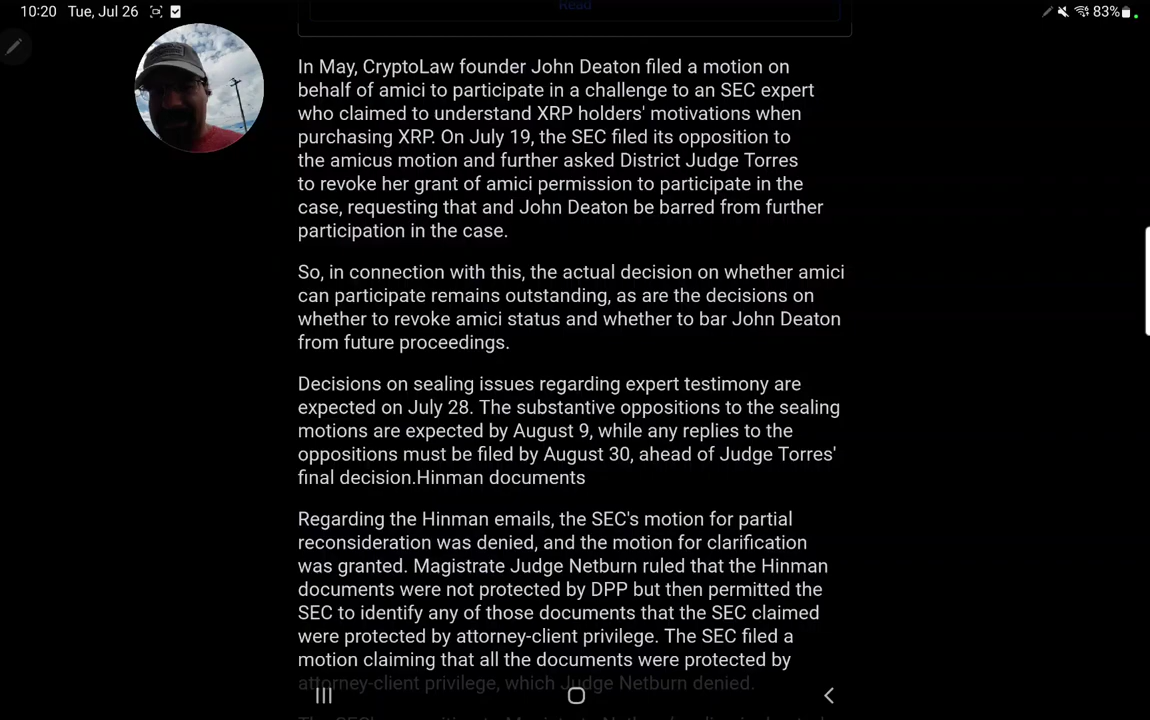 10:20 Tue, Jul 26
83%
Read
In May, CryptoLaw founder John Deaton filed a motion on
behalf of amici to participate in a challenge to an SEC expert
who claimed to understand XRP holders' motivations when
purchasing XRP. On July 19, the SEC filed its opposition to
the amicus motion and further asked District Judge Torres
to revoke her grant of amici permission to participate in the
case, requesting that and John Deaton be barred from further
participation in the case.
So, in connection with this, the actual decision on whether amici
can participate remains outstanding, as are the decisions on
whether to revoke amici status and whether to bar John Deaton
from future proceedings.
Decisions on sealing issues regarding expert testimony are
expected on July 28. The substantive oppositions to the sealing
motions are expected by August 9, while any replies to the
oppositions must be filed by August 30, ahead of Judge Torres'
final decision.Hinman documents
Regarding the Hinman emails, the SEC's motion for partial
reconsideration was denied, and the motion for clarification
was granted. Magistrate Judge Netburn ruled that the Hinman
documents were not protected by DPP but then permitted the
SEC to identify any of those documents that the SEC claimed
were protected by attorney-client privilege. The SEC filed a
motion claiming that all the documents were protected by
attorney-client privilege, which Judge Netburn denied.